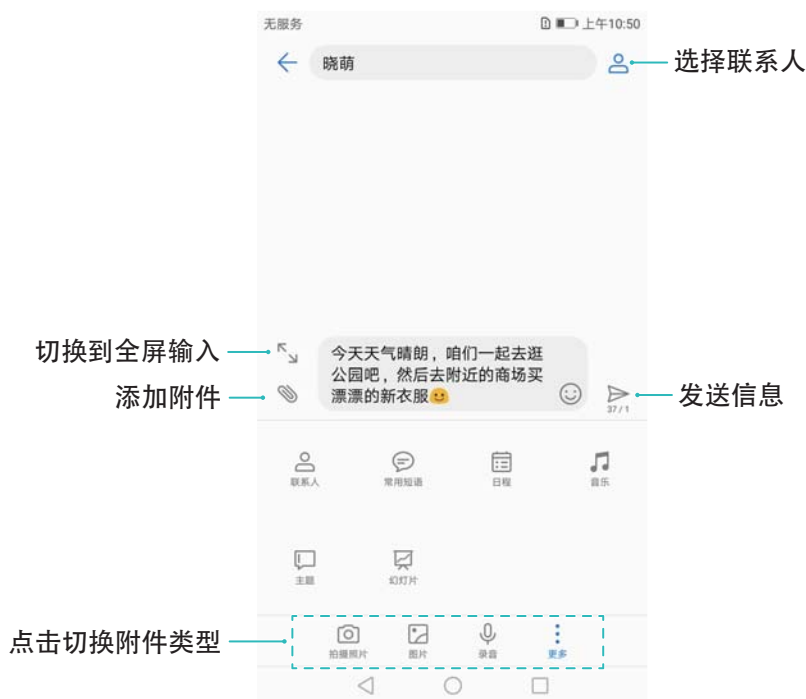 无服务
上午10:50
晓萌
选择联系人
切换到全屏输入
今天天气晴朗，咱们一起去逛
公园吧，然后去附近的商场买
漂漂的新衣服
添加附件
发送信息
37 / 1
联系人
常用短语
日程
音乐
主题
幻灯片
点击切换附件类型
拍摄照片
图片
录音
更多